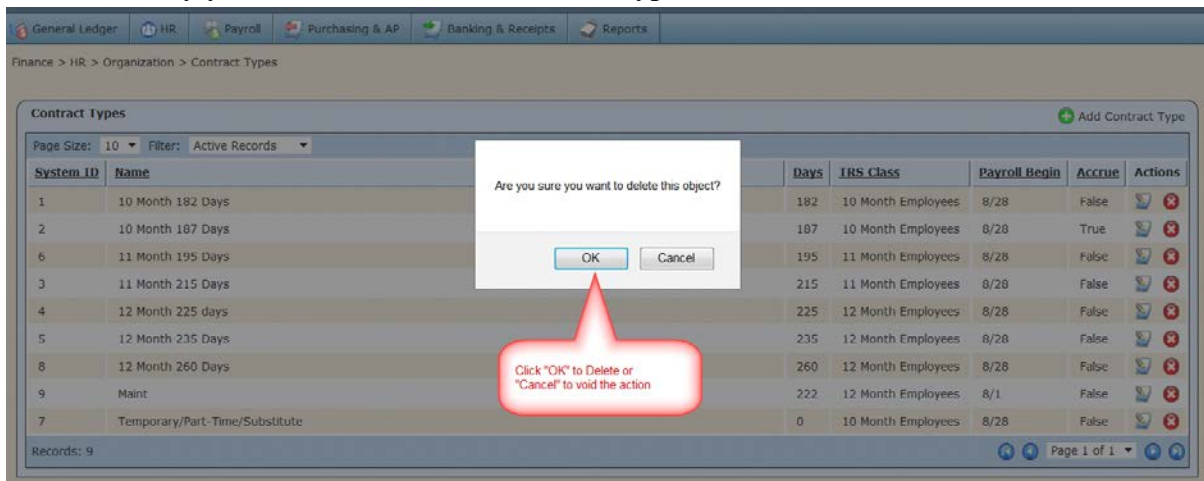 General Ledger HR Payroll Purchasing & AP Banking & Receipts Reports
Finance > HR > Organization > Contract Types
Contract Types Add Contract Type
Page Size: 10 Filter: Active Records
System ID Name Days TRS Class Payroll Begin Accrue Actions
Are you sure you want to delete this object?
1 10 Month 182 Days 182 10 Month Employees 8/28 False
2 10 Month 187 Days 187 10 Month Employees 8/28 True
OK Cancel
6 11 Month 195 Days 195 11 Month Employees 8/28 False
3 11 Month 215 Days 215 11 Month Employees 8/28 False
4 12 Month 225 days 225 12 Month Employees 8/28 False
5 12 Month 235 Days 235 12 Month Employees 8/28 False
8 12 Month 260 Days 260 12 Month Employees 8/28 False
Click "OK" to Delete or
"Cancel" to void the action
9 Maint 222 12 Month Employees 8/1 False
7 Temporary/Part-Time/Substitute 0 10 Month Employees 8/28 False
Records: 9 Page 1 of 1